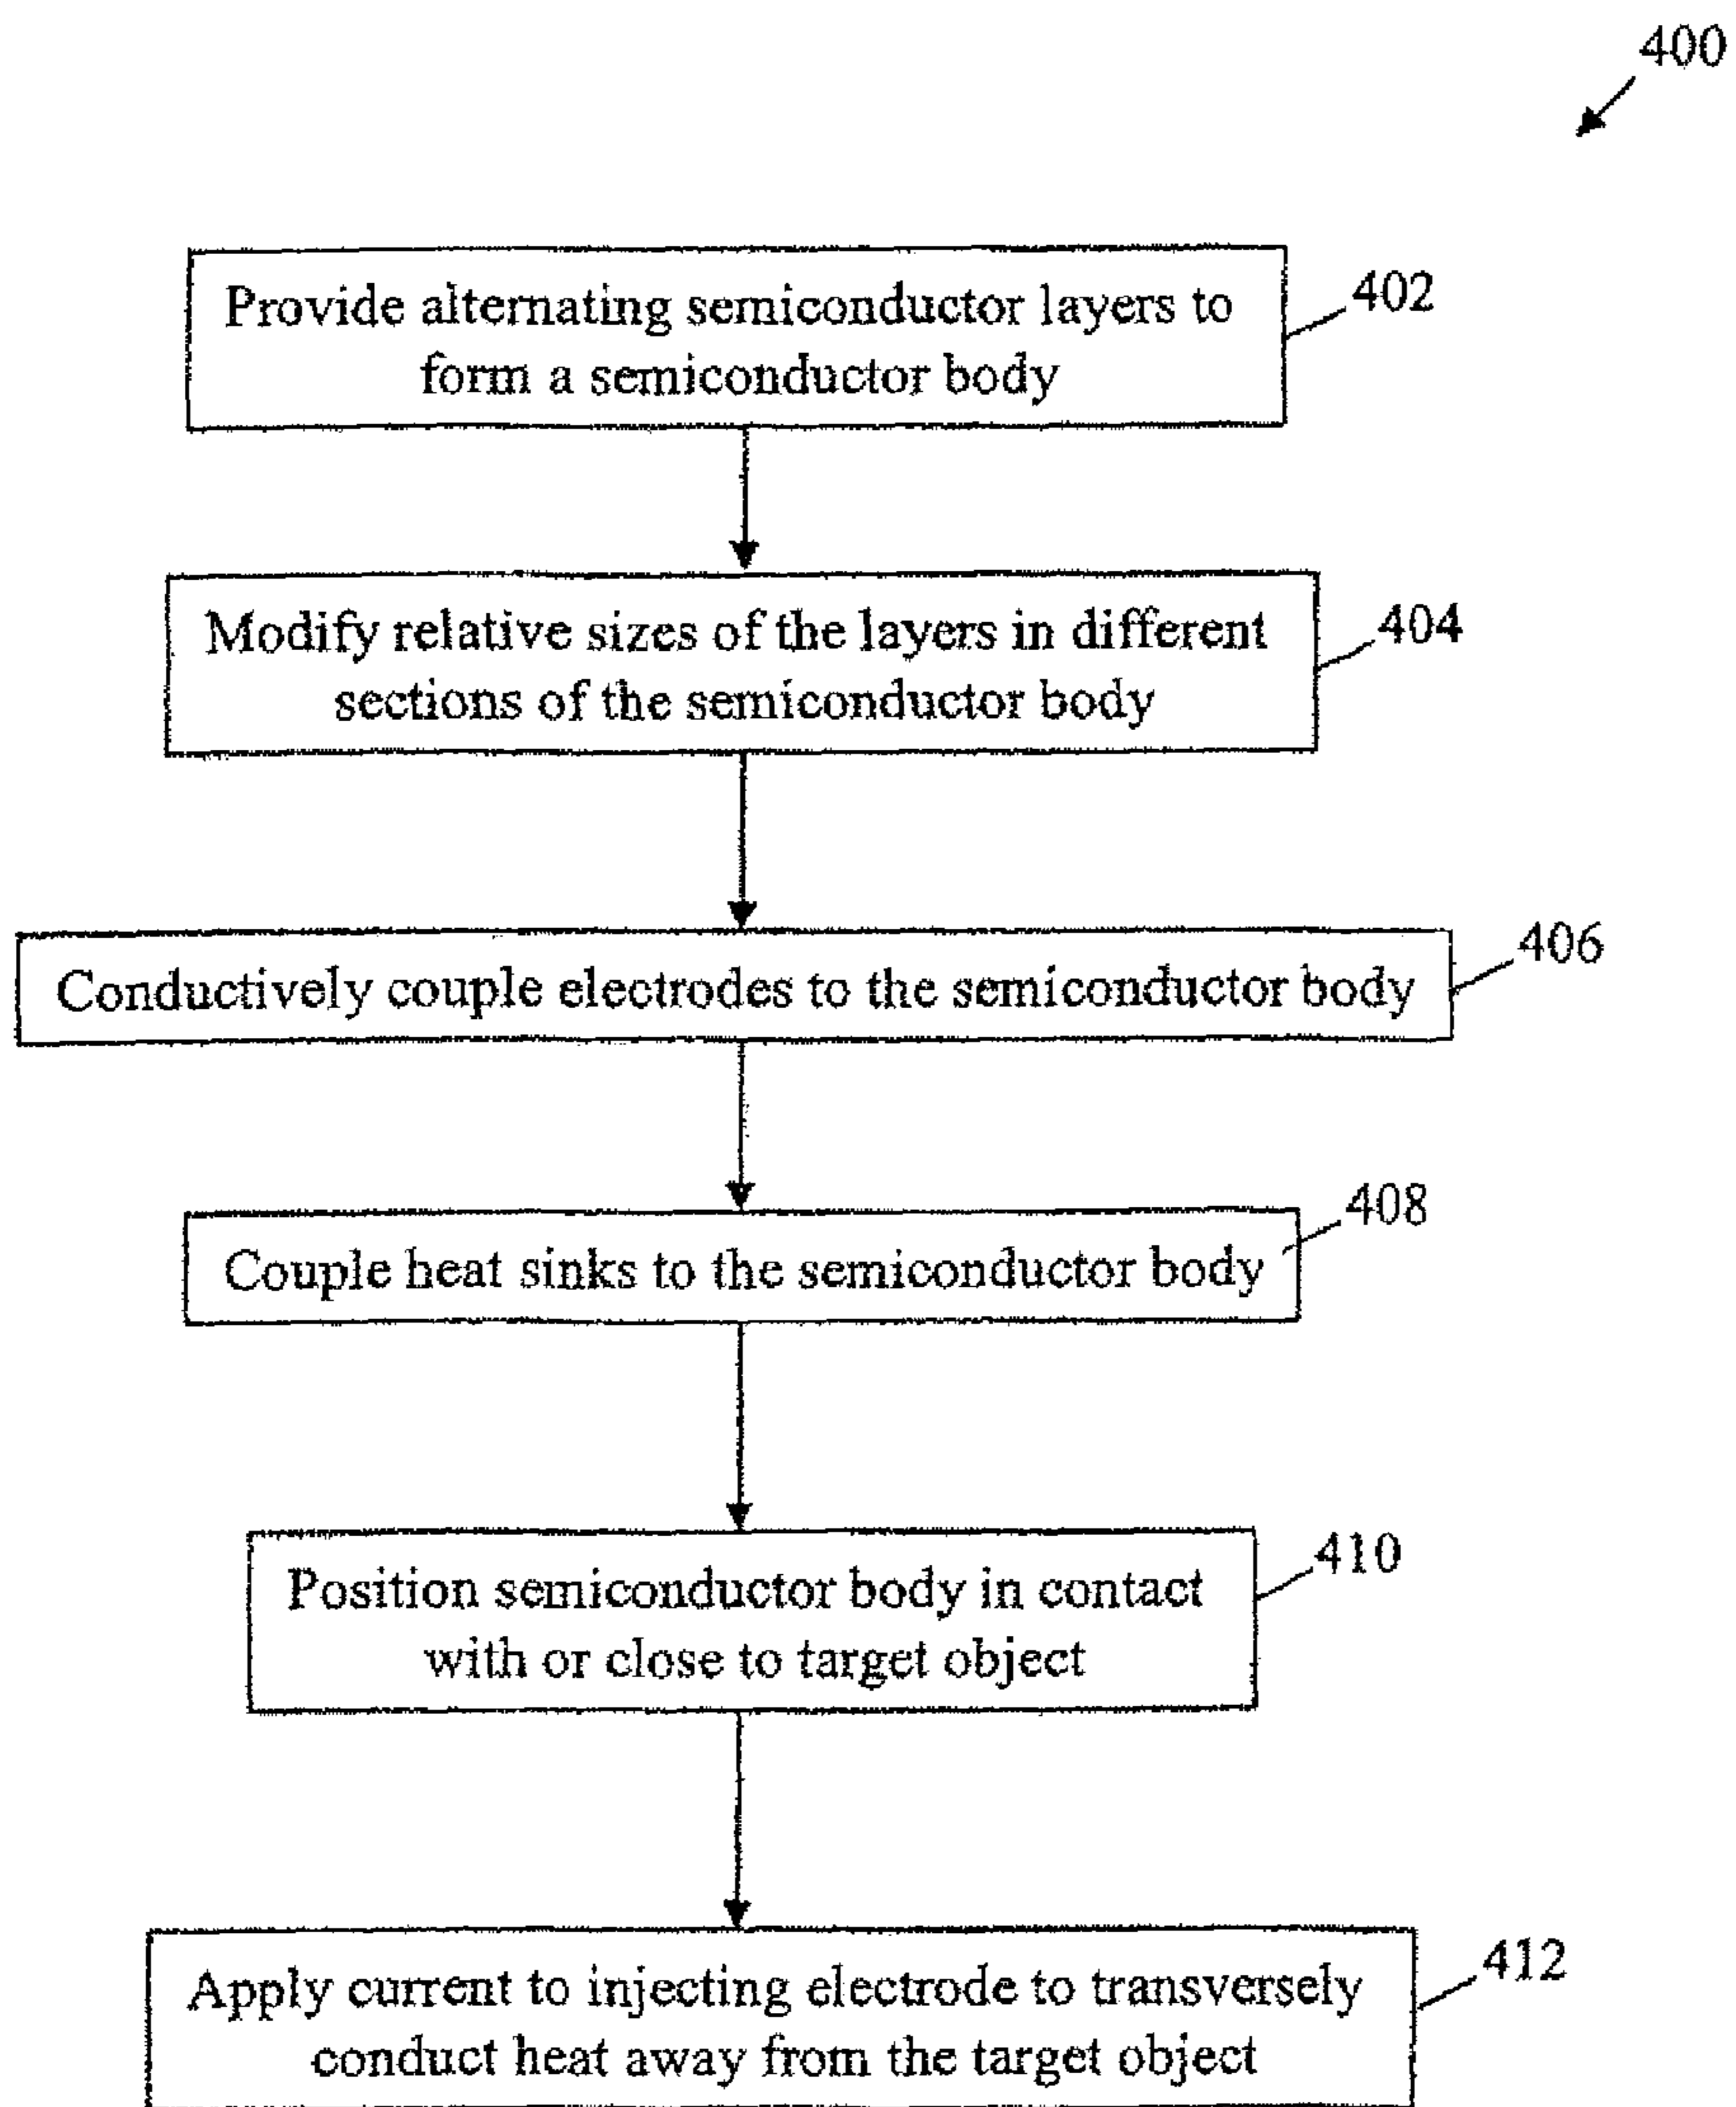 400
Provide alternating semiconductor layers to
form a semiconductor body
402
Modify relative sizes of the layers in different
sections of the semiconductor body
404
Conductively couple electrodes to the semiconductor body
406
Couple heat sinks to the semiconductor body
408
Position semiconductor body in contact
with or close to target object
410
Apply current to injecting electrode to transversely
conduct heat away from the target object
412